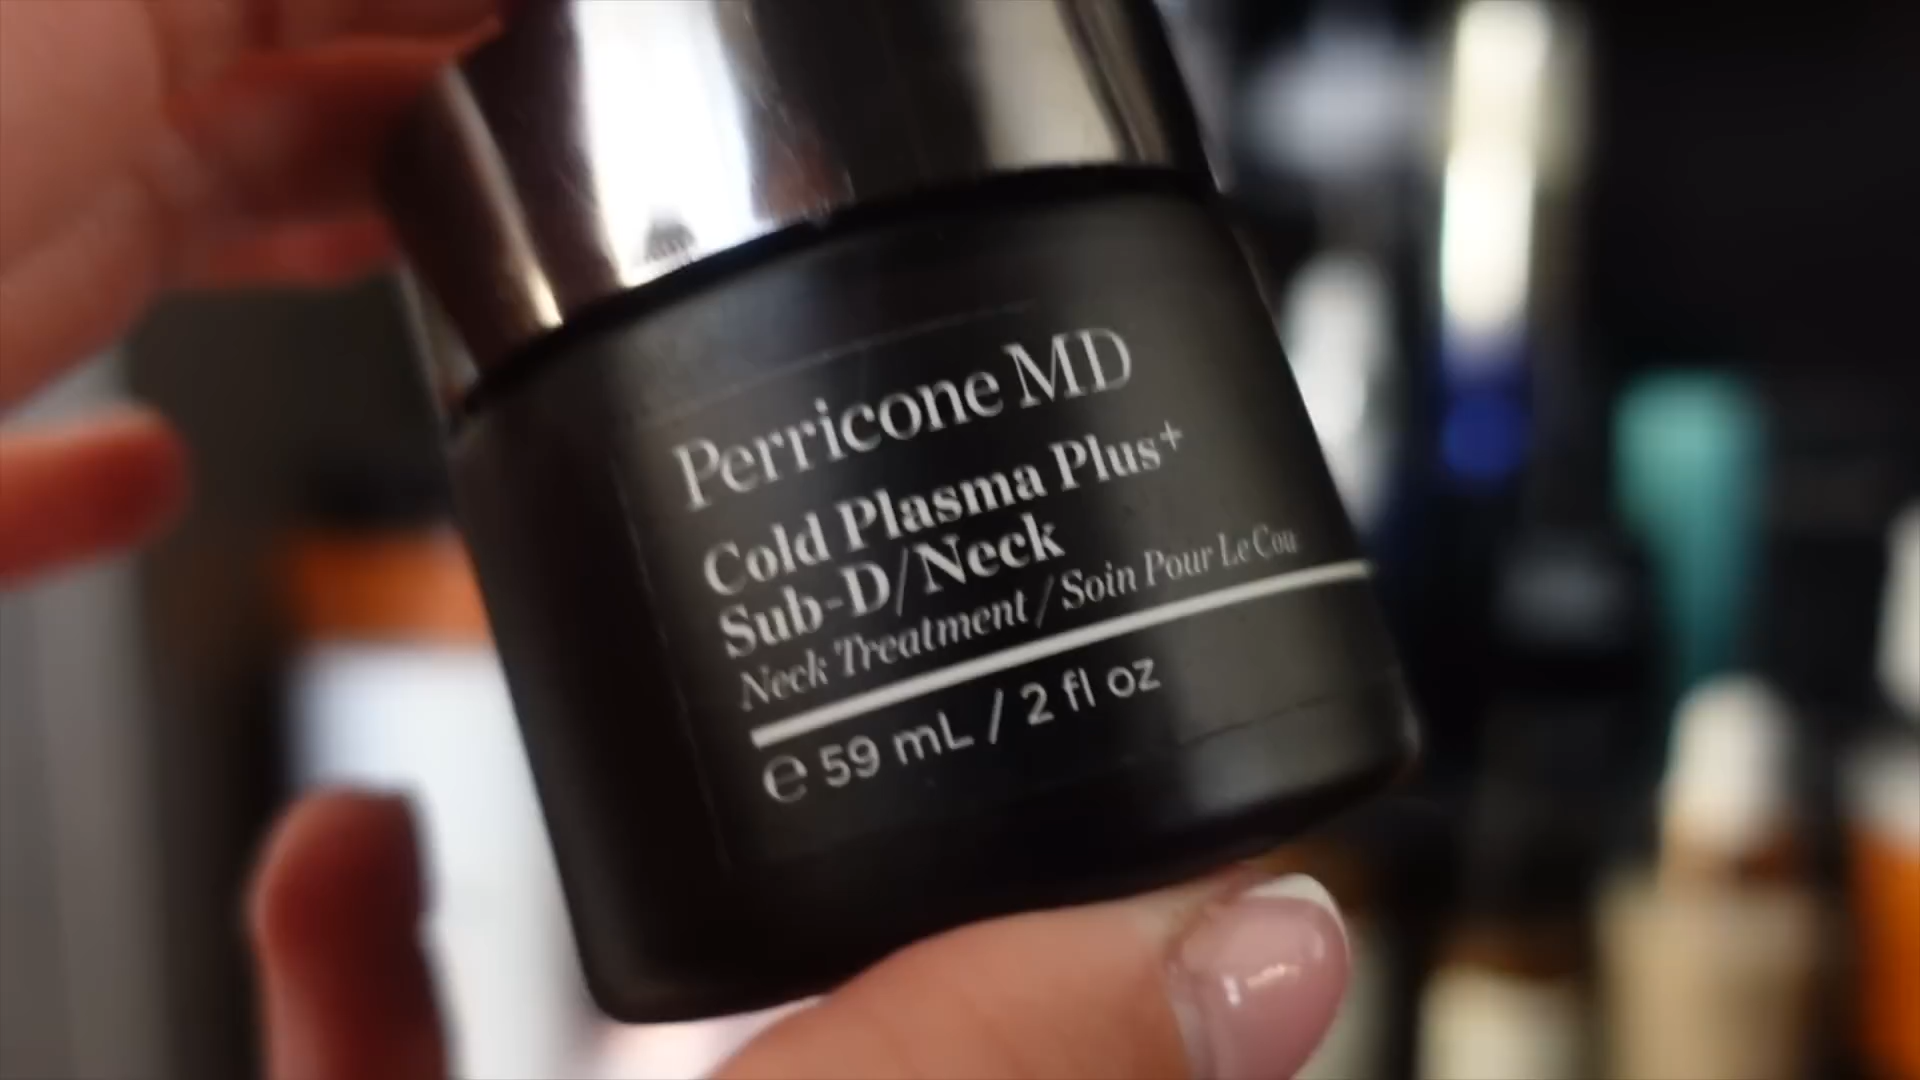 Perricone MD
Cold Plasma Plus+
Sub-D/Neck
Neck Treatment / Soin Pour Le Cou
℮ 59 mL / 2 fl oz